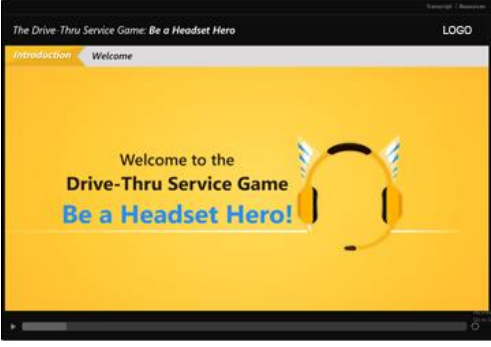 Transcript | Resources
The Drive-Thru Service Game: Be a Headset Hero
LOGO
Introduction
Welcome
Welcome to the
Drive-Thru Service Game
Be a Headset Hero!